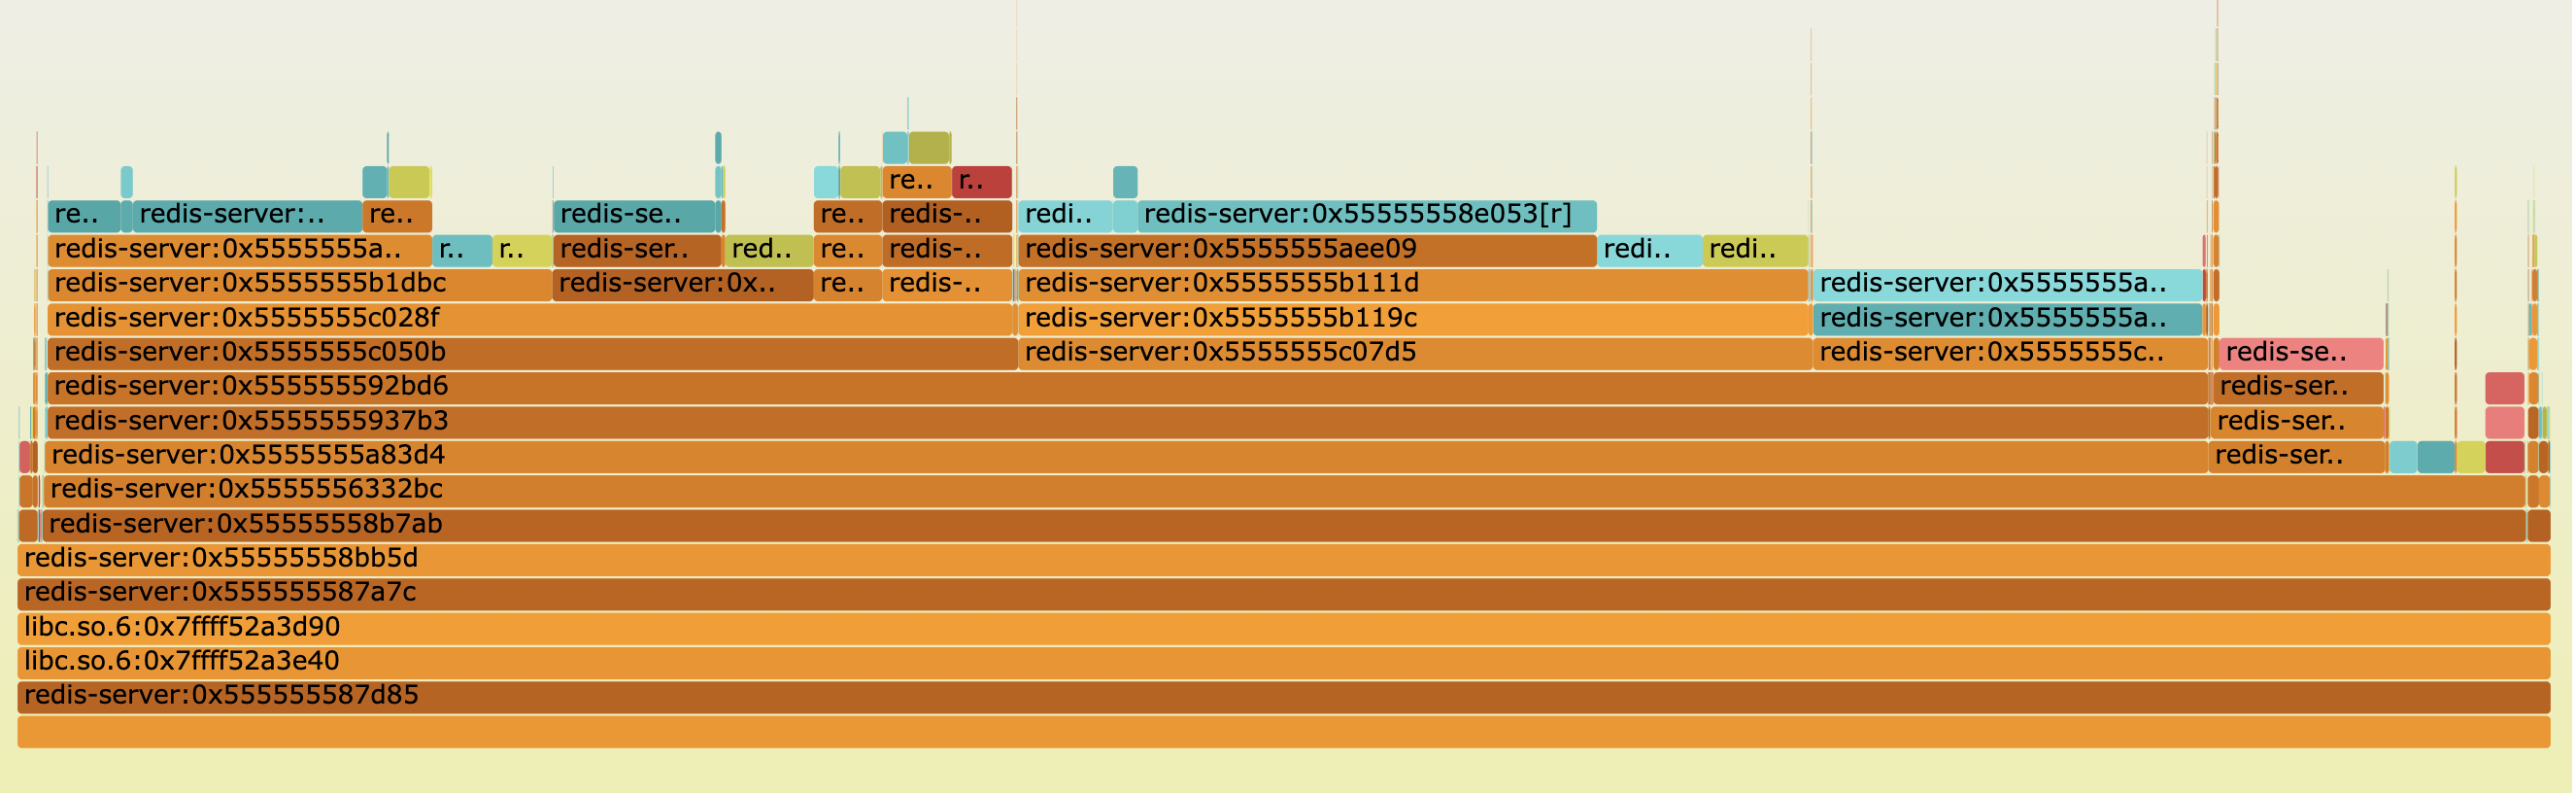 re.. r..
re.. redis-server:.. re.. redis-se.. re.. redis-.. redi.. redis-server:0x55555558e053[r]
redis-server:0x5555555a.. r.. r.. redis-ser.. red.. re.. redis-.. redis-server:0x5555555aee09 redi.. redi..
redis-server:0x5555555b1dbc redis-server:0x.. re.. redis-.. redis-server:0x5555555b111d redis-server:0x5555555a..
redis-server:0x5555555c028f redis-server:0x5555555b119c redis-server:0x5555555a..
redis-server:0x5555555c050b redis-server:0x5555555c07d5 redis-server:0x5555555c.. redis-se..
redis-server:0x555555592bd6 redis-ser..
redis-server:0x5555555937b3 redis-ser..
redis-server:0x5555555a83d4 redis-ser..
redis-server:0x5555556332bc
redis-server:0x55555558b7ab
redis-server:0x55555558bb5d
redis-server:0x555555587a7c
libc.so.6:0x7ffff52a3d90
libc.so.6:0x7ffff52a3e40
redis-server:0x555555587d85